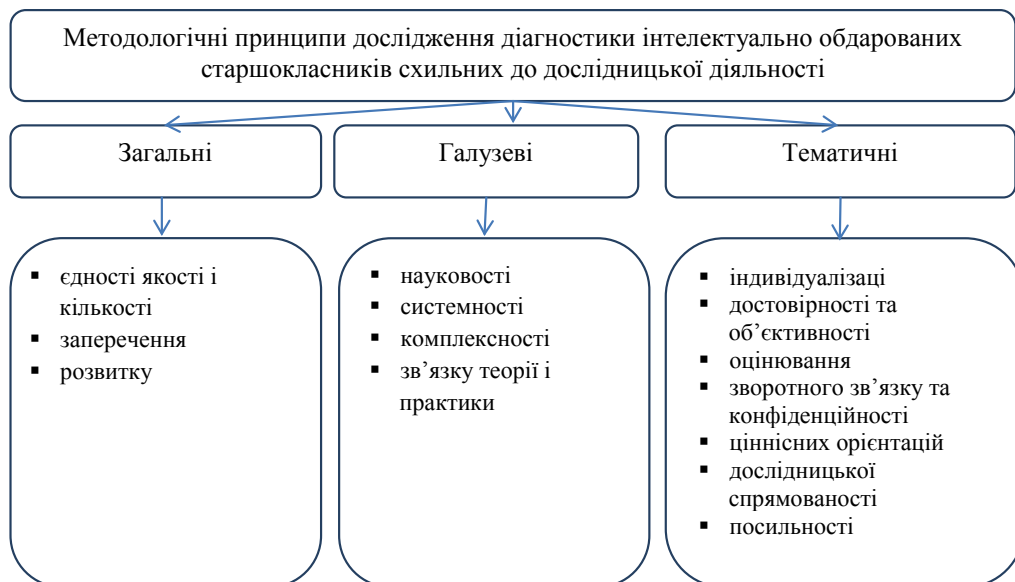 Методологічні принципи дослідження діагностики інтелектуально обдарованих
старшокласників схильних до дослідницької діяльності
Загальні
Галузеві
Тематичні
▪ єдності якості і
кількості
▪ заперечення
▪ розвитку
▪ науковості
▪ системності
▪ комплексності
▪ зв’язку теорії і
практики
▪ індивідуалізаці
▪ достовірності та
об’єктивності
▪ оцінювання
▪ зворотного зв’язку та
конфіденційності
▪ ціннісних орієнтацій
▪ дослідницької
спрямованості
▪ посильності